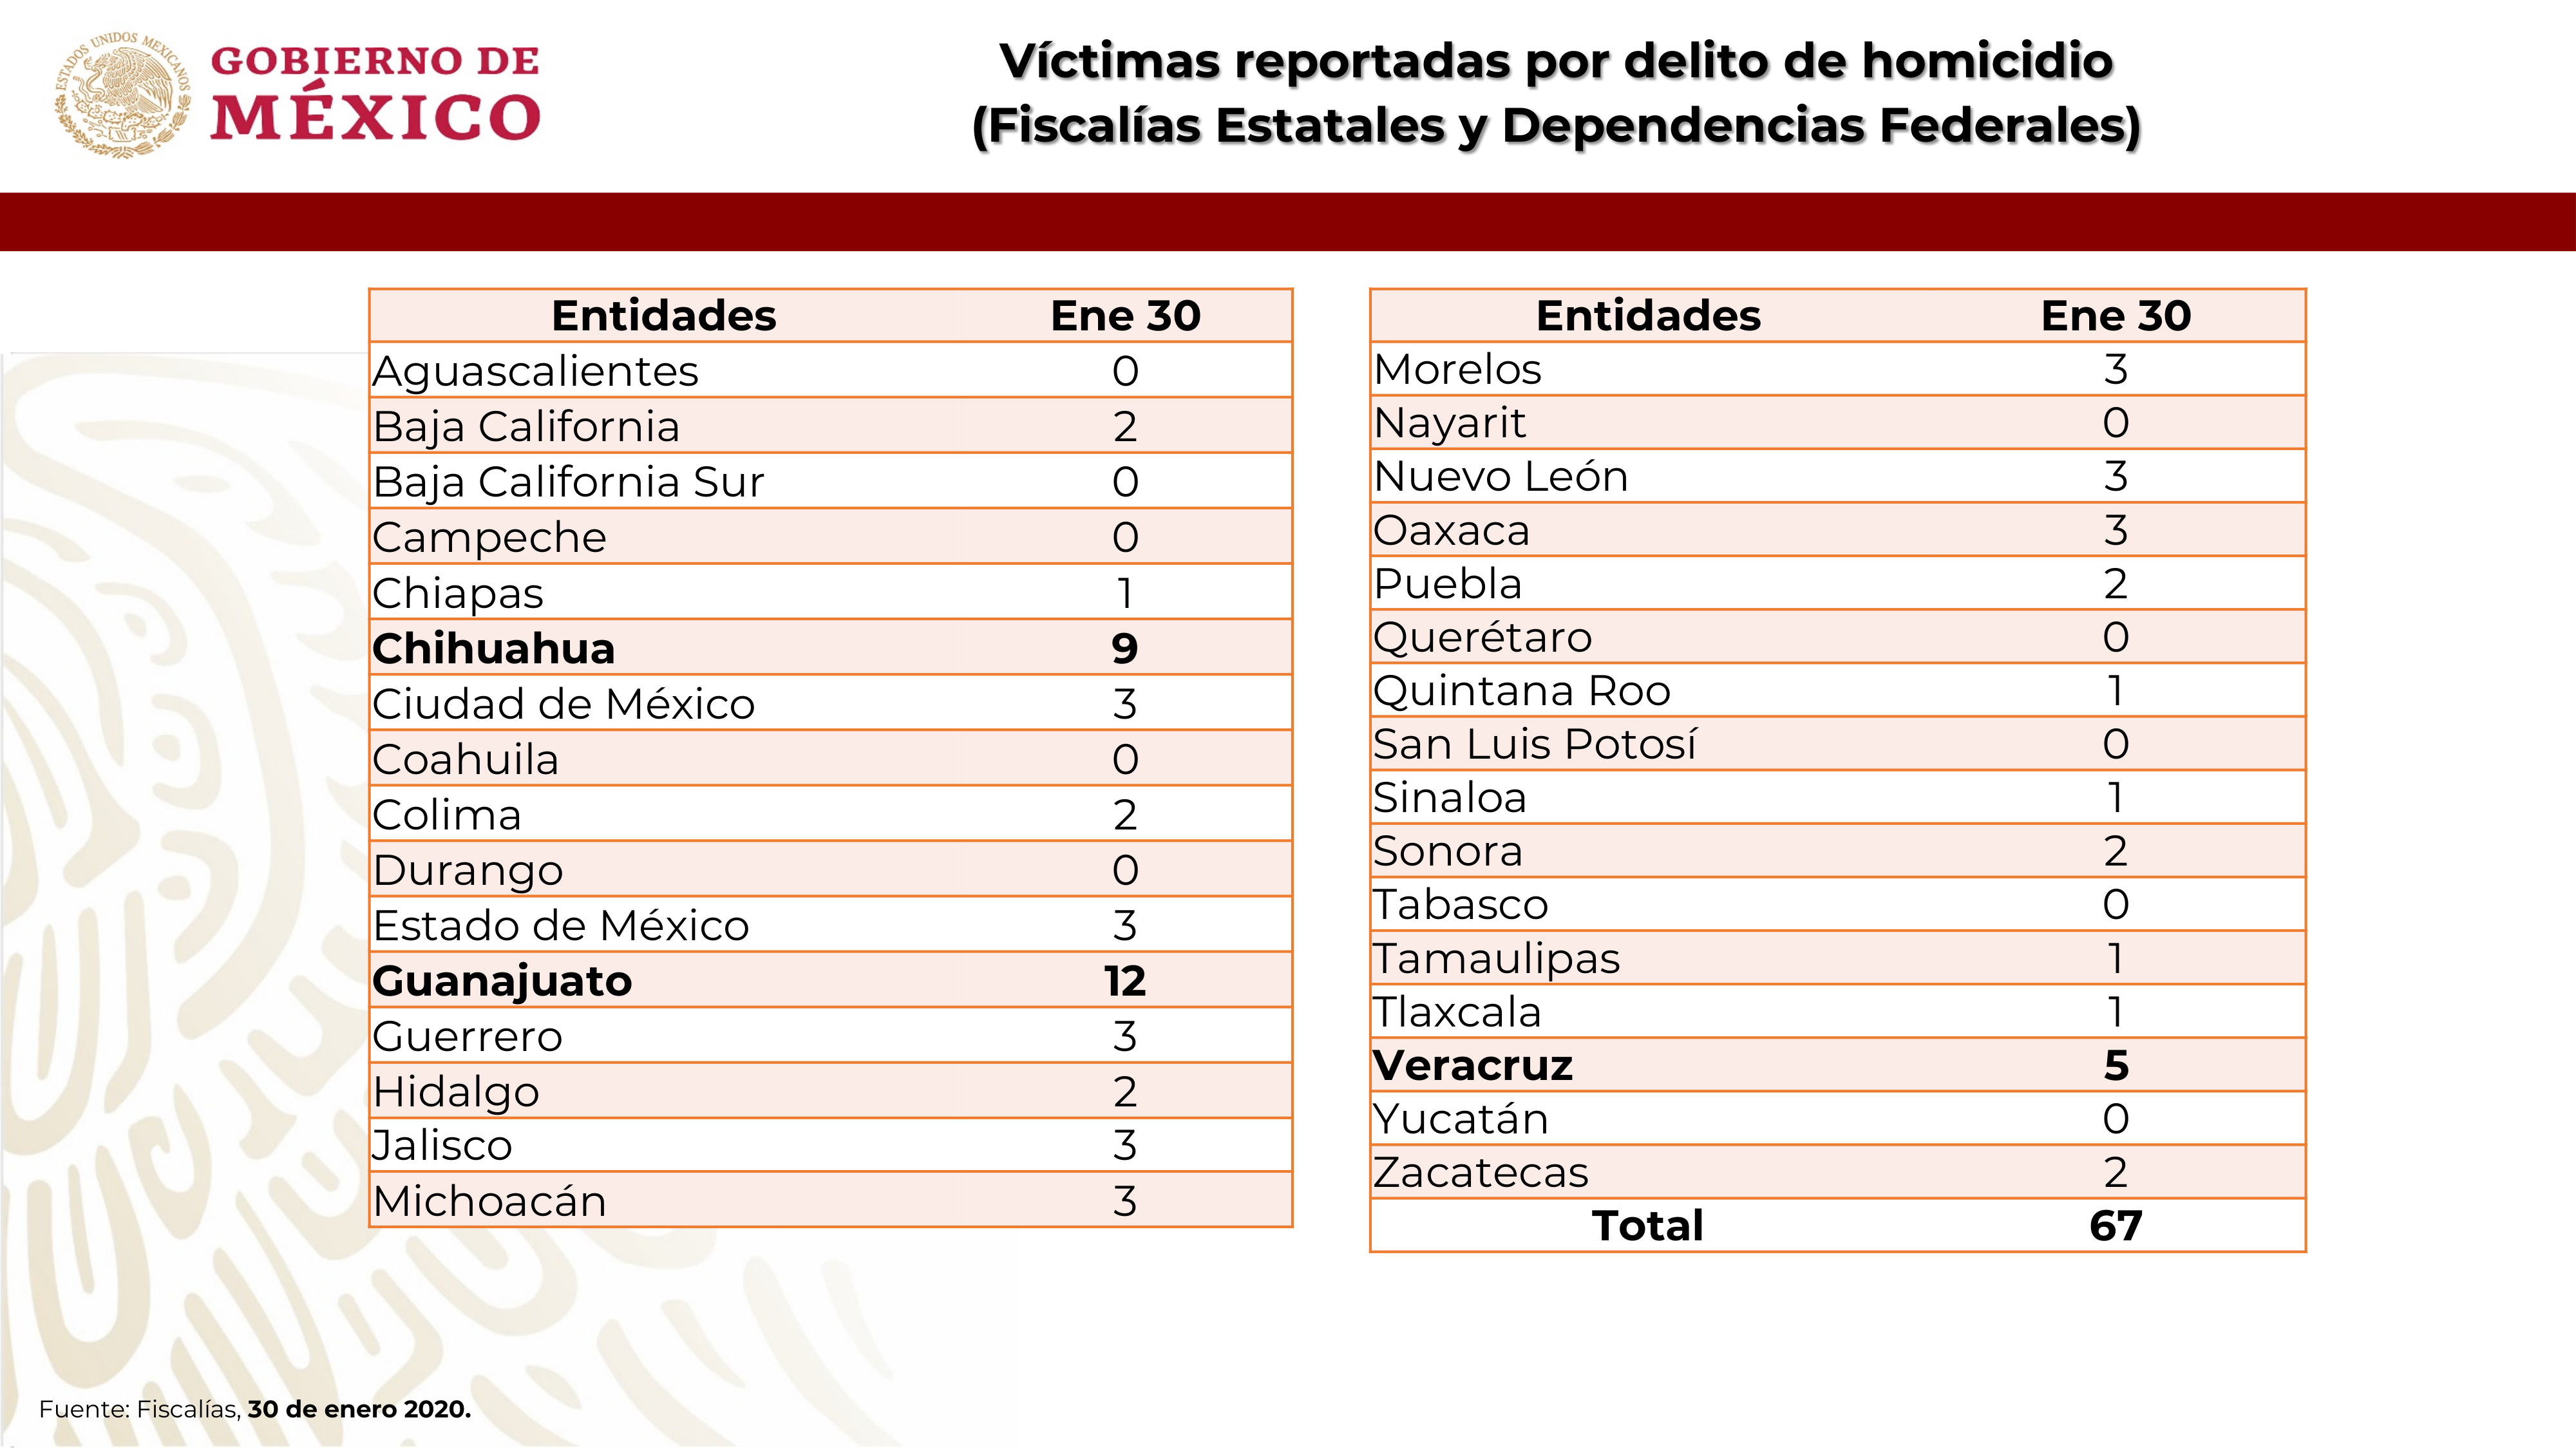 ESTADOS UNIDOS MEXICANOS
GOBIERNO DE
MÉXICO
Víctimas reportadas por delito de homicidio
(Fiscalías Estatales y Dependencias Federales)
Entidades Ene 30
Aguascalientes 0
Baja California 2
Baja California Sur 0
Campeche 0
Chiapas 1
Chihuahua 9
Ciudad de México 3
Coahuila 0
Colima 2
Durango 0
Estado de México 3
Guanajuato 12
Guerrero 3
Hidalgo 2
Jalisco 3
Michoacán 3
Entidades Ene 30
Morelos 3
Nayarit 0
Nuevo León 3
Oaxaca 3
Puebla 2
Querétaro 0
Quintana Roo 1
San Luis Potosí 0
Sinaloa 1
Sonora 2
Tabasco 0
Tamaulipas 1
Tlaxcala 1
Veracruz 5
Yucatán 0
Zacatecas 2
Total 67
Fuente: Fiscalías, 30 de enero 2020.